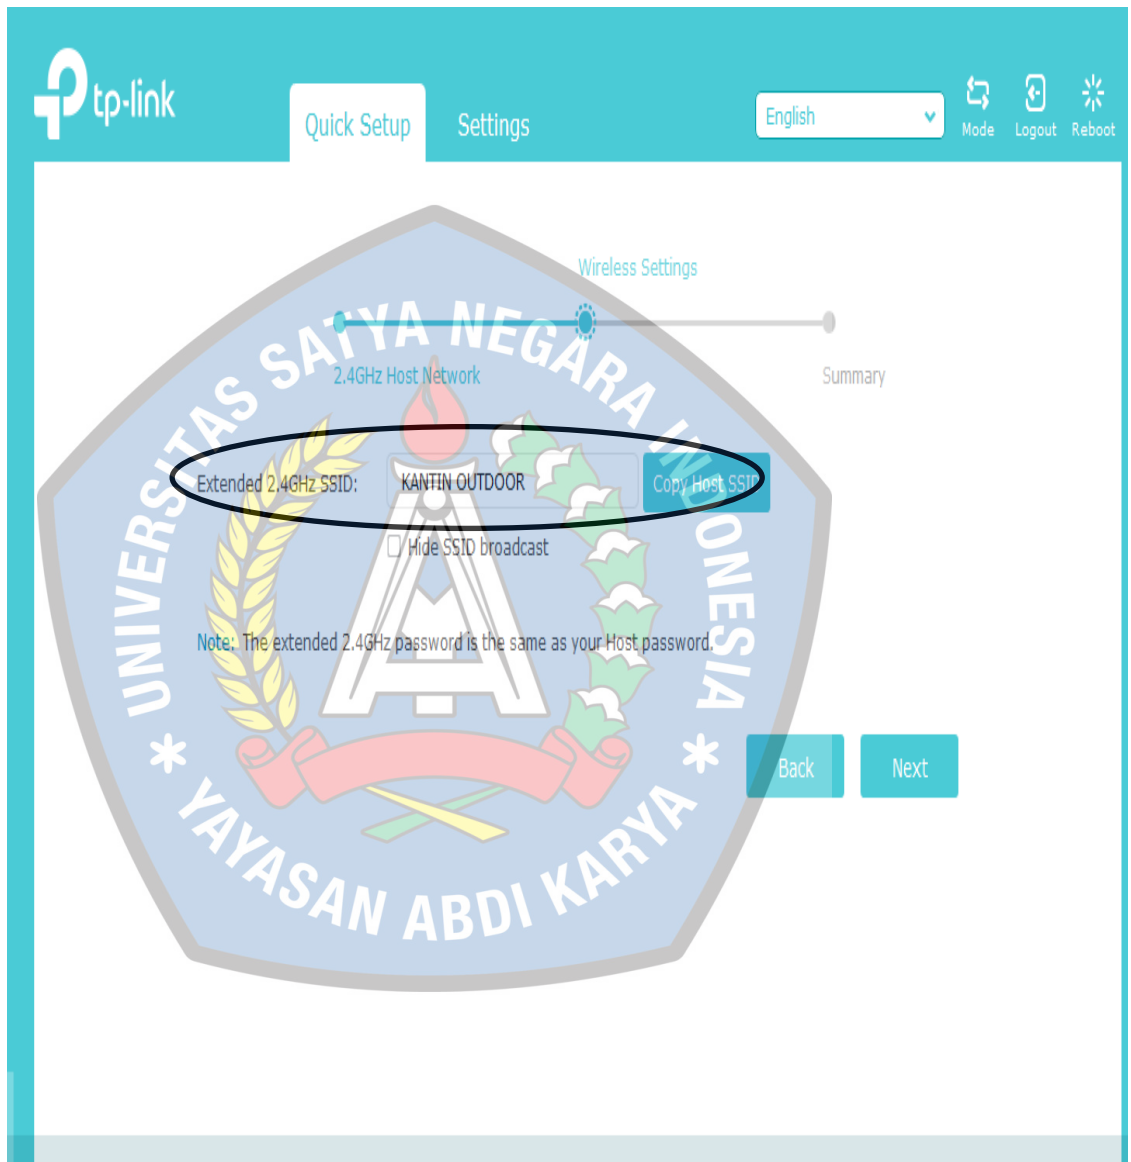 tp-link
Quick Setup
Settings
English
Mode
Logout
Reboot
Wireless Settings
2.4GHz Host Network
Summary
Extended 2.4GHz SSID:
KANTIN OUTDOOR
Copy Host SSID
Hide SSID broadcast
Note: The extended 2.4GHz password is the same as your Host password.
Back
Next
UNIVERSITAS SATYA NEGARA INDONESIA
YAYASAN ABDI KARYA